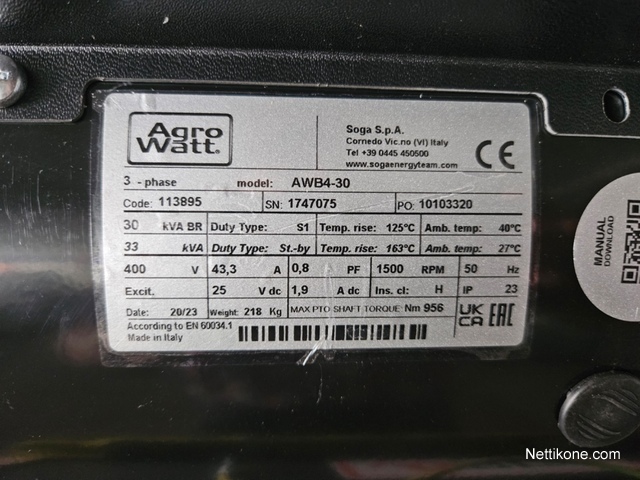 Agro
Watt®
Soga S.p.A.
Cornedo Vic.no (VI) Italy
Tel +39 0445 450500
www.sogaenergyteam.com
CE
3 - phase model: AWB4-30
Code: 113895 SN: 1747075 PO: 10103320
30 kVA BR Duty Type: S1 Temp. rise: 125°C Amb. temp: 40°C
33 kVA Duty Type: St.-by Temp. rise: 163°C Amb. temp: 27°C
400 V 43,3 A 0,8 PF 1500 RPM 50 Hz
Excit. 25 V dc 1,9 A dc Ins. cl: H IP 23
Date: 20/23 Weight: 218 Kg MAX PTO SHAFT TORQUE: Nm 956
UK
CA EAC
According to EN 60034.1
Made in Italy
MANUAL
DOWNLOAD
Nettikone.com